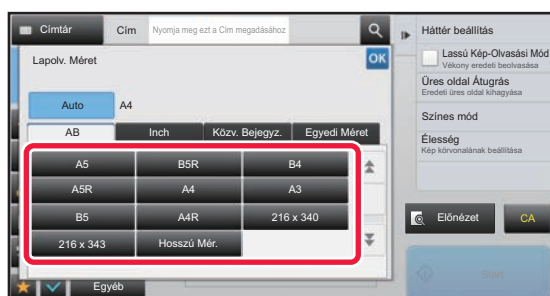 Címtár
Cím
Nyomja meg ezt a Cím megadásához
Lapolv. Méret
OK
Auto
A4
AB
Inch
Közv. Bejegyz.
Egyedi Méret
A5
B5R
B4
A5R
A4
A3
B5
A4R
216 x 340
216 x 343
Hosszú Mér.
Egyéb
Háttér beállítás
Lassú Kép-Olvasási Mód
Vékony eredeti beolvasása
Üres oldal Átugrás
Eredeti üres oldal kihagyása
Színes mód
Élesség
Kép körvonalának beállítása
Előnézet
CA
Start